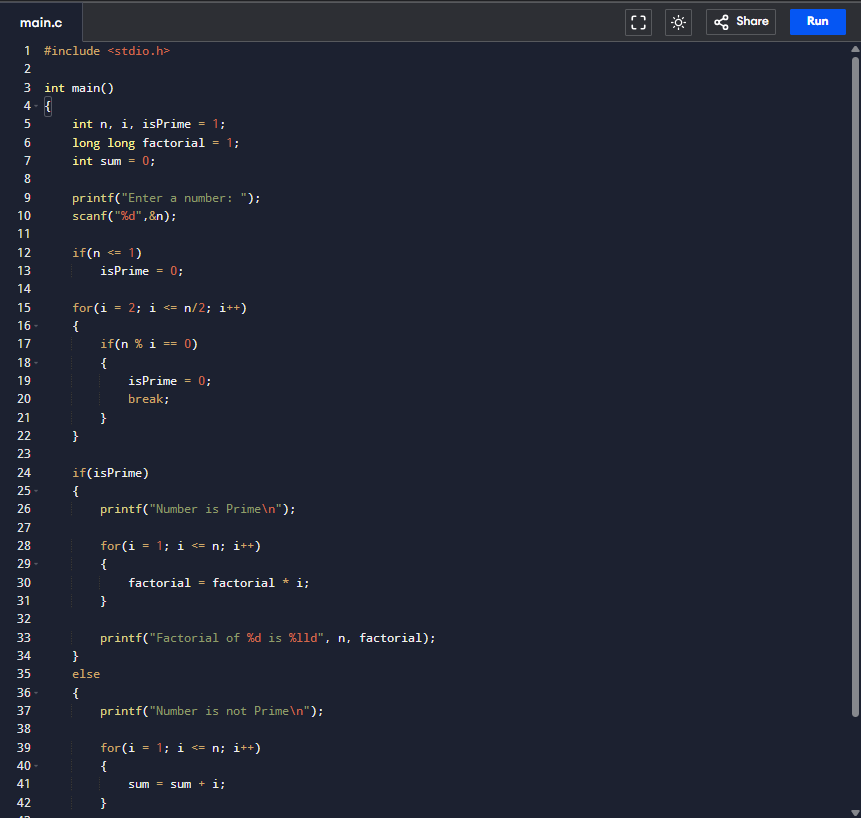 main.c
Share
Run
1 #include <stdio.h>
2
3 int main()
4 {
5     int n, i, isPrime = 1;
6     long long factorial = 1;
7     int sum = 0;
8
9     printf("Enter a number: ");
10     scanf("%d",&n);
11
12     if(n <= 1)
13         isPrime = 0;
14
15     for(i = 2; i <= n/2; i++)
16     {
17         if(n % i == 0)
18         {
19             isPrime = 0;
20             break;
21         }
22     }
23
24     if(isPrime)
25     {
26         printf("Number is Prime\n");
27
28         for(i = 1; i <= n; i++)
29         {
30             factorial = factorial * i;
31         }
32
33         printf("Factorial of %d is %lld", n, factorial);
34     }
35     else
36     {
37         printf("Number is not Prime\n");
38
39         for(i = 1; i <= n; i++)
40         {
41             sum = sum + i;
42         }